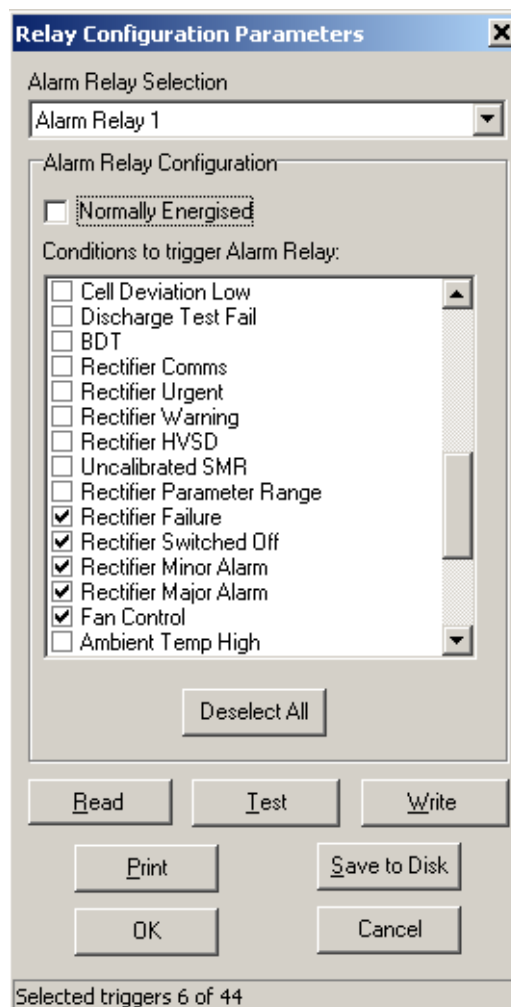 Relay Configuration Parameters
Alarm Relay Selection
Alarm Relay 1
Alarm Relay Configuration
Normally Energised
Conditions to trigger Alarm Relay:
Cell Deviation Low
Discharge Test Fail
BDT
Rectifier Comms
Rectifier Urgent
Rectifier Warning
Rectifier HVSD
Uncalibrated SMR
Rectifier Parameter Range
Rectifier Failure
Rectifier Switched Off
Rectifier Minor Alarm
Rectifier Major Alarm
Fan Control
Ambient Temp High
Deselect All
Read Test Write
Print Save to Disk
OK Cancel
Selected triggers 6 of 44